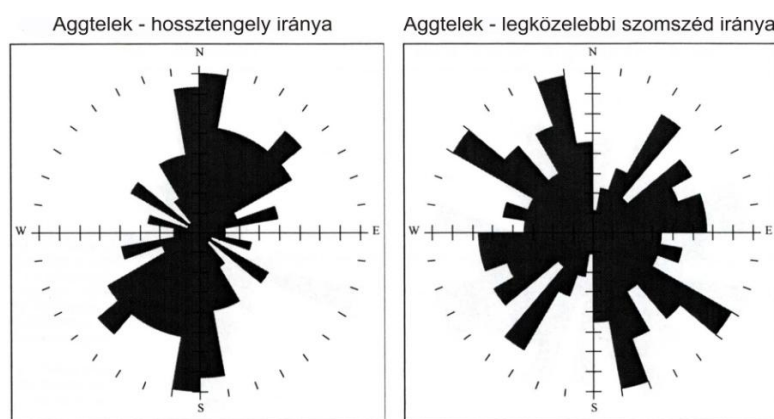 Aggtelek - hossztengely iránya
N
W
E
S
Aggtelek - legközelebbi szomszéd iránya
N
W
E
S